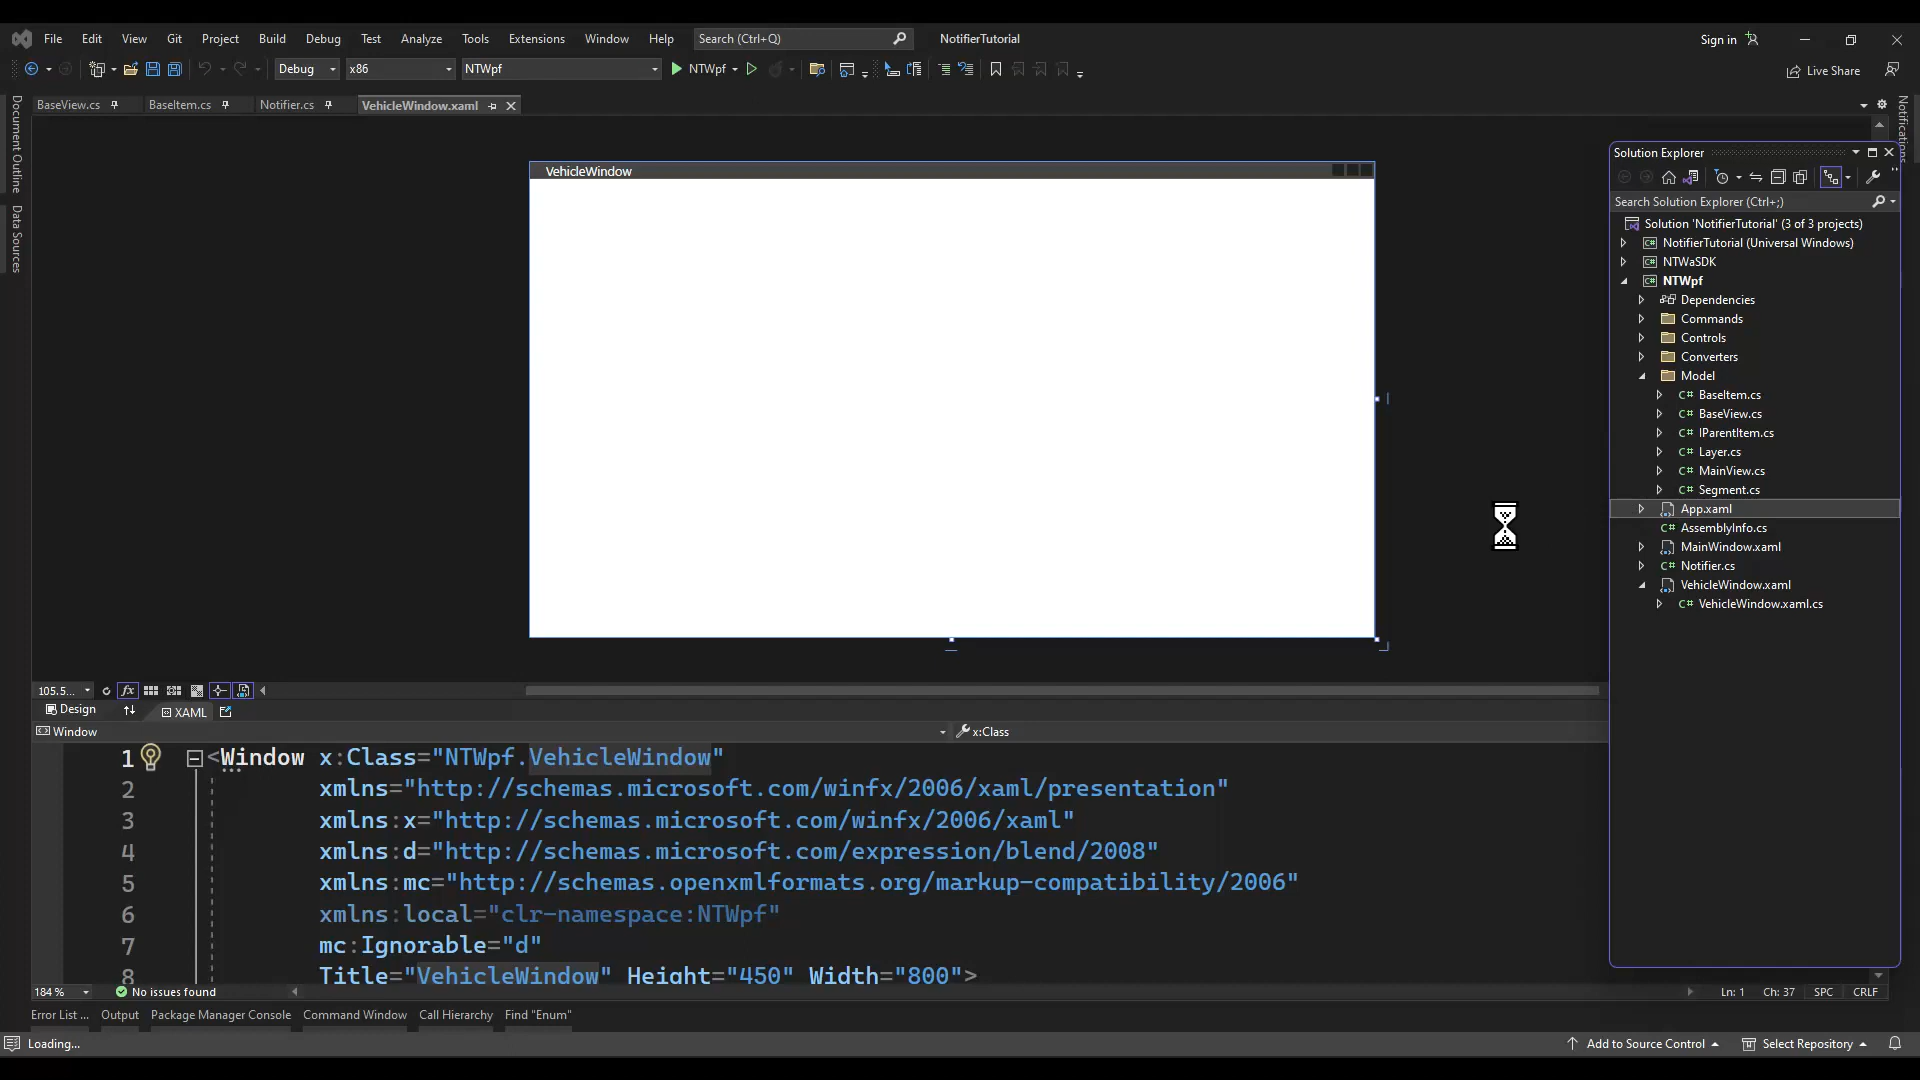 File Edit View Git Project Build Debug Test Analyze Tools Extensions Window Help Search (Ctrl+Q) NotifierTutorial Sign in
Debug x86 NTWpf NTWpf Live Share
BaseView.cs BaseItem.cs Notifier.cs VehicleWindow.xaml
Document Outline
Data Sources
Notifications
VehicleWindow
Solution Explorer
Search Solution Explorer (Ctrl+;)
Solution 'NotifierTutorial' (3 of 3 projects)
C# NotifierTutorial (Universal Windows)
C# NTWaSDK
C# NTWpf
Dependencies
Commands
Controls
Converters
Model
C# BaseItem.cs
C# BaseView.cs
C# IParentItem.cs
C# Layer.cs
C# MainView.cs
C# Segment.cs
App.xaml
C# AssemblyInfo.cs
MainWindow.xaml
C# Notifier.cs
VehicleWindow.xaml
C# VehicleWindow.xaml.cs
105.5... fx
Design XAML
Window x:Class
1 <Window x:Class="NTWpf.VehicleWindow"
2 xmlns="http://schemas.microsoft.com/winfx/2006/xaml/presentation"
3 xmlns:x="http://schemas.microsoft.com/winfx/2006/xaml"
4 xmlns:d="http://schemas.microsoft.com/expression/blend/2008"
5 xmlns:mc="http://schemas.openxmlformats.org/markup-compatibility/2006"
6 xmlns:local="clr-namespace:NTWpf"
7 mc:Ignorable="d"
8 Title="VehicleWindow" Height="450" Width="800">
184 % No issues found Ln: 1 Ch: 37 SPC CRLF
Error List ... Output Package Manager Console Command Window Call Hierarchy Find "Enum"
Loading... Add to Source Control Select Repository